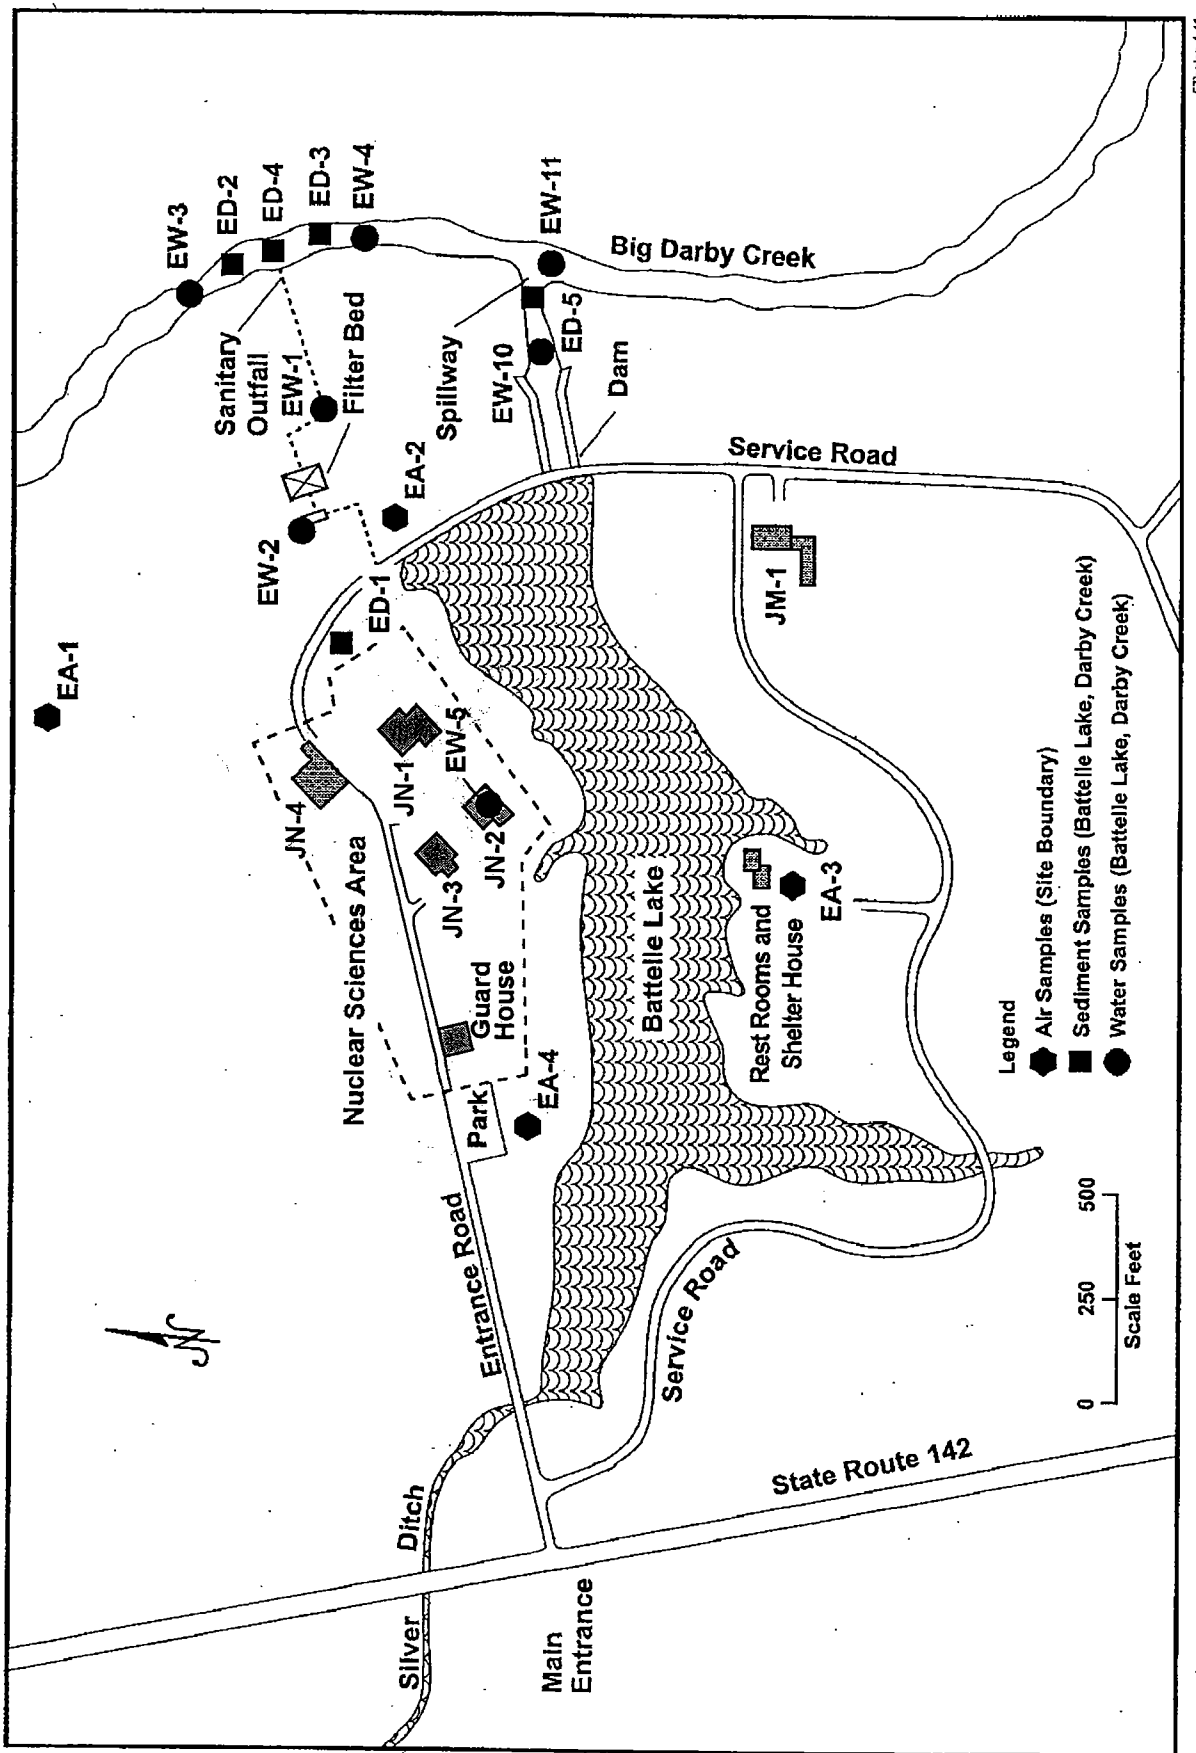 EA-1
EW-3
ED-2
ED-4
ED-3
EW-4
EW-11
Big Darby Creek
Sanitary
Outfall
EW-1
Filter Bed
Spillway
EW-10
ED-5
Dam
EW-2
EA-2
Service Road
ED-1
JM-1
JN-4
JN-1
EW-5
JN-3
JN-2
Nuclear Sciences Area
Guard
House
Battelle Lake
Rest Rooms and
Shelter House
EA-3
Park
EA-4
Entrance Road
Service Road
N
Silver Ditch
Main
Entrance
State Route 142
Legend
Air Samples (Site Boundary)
Sediment Samples (Battelle Lake, Darby Creek)
Water Samples (Battelle Lake, Darby Creek)
0 250 500
Scale Feet